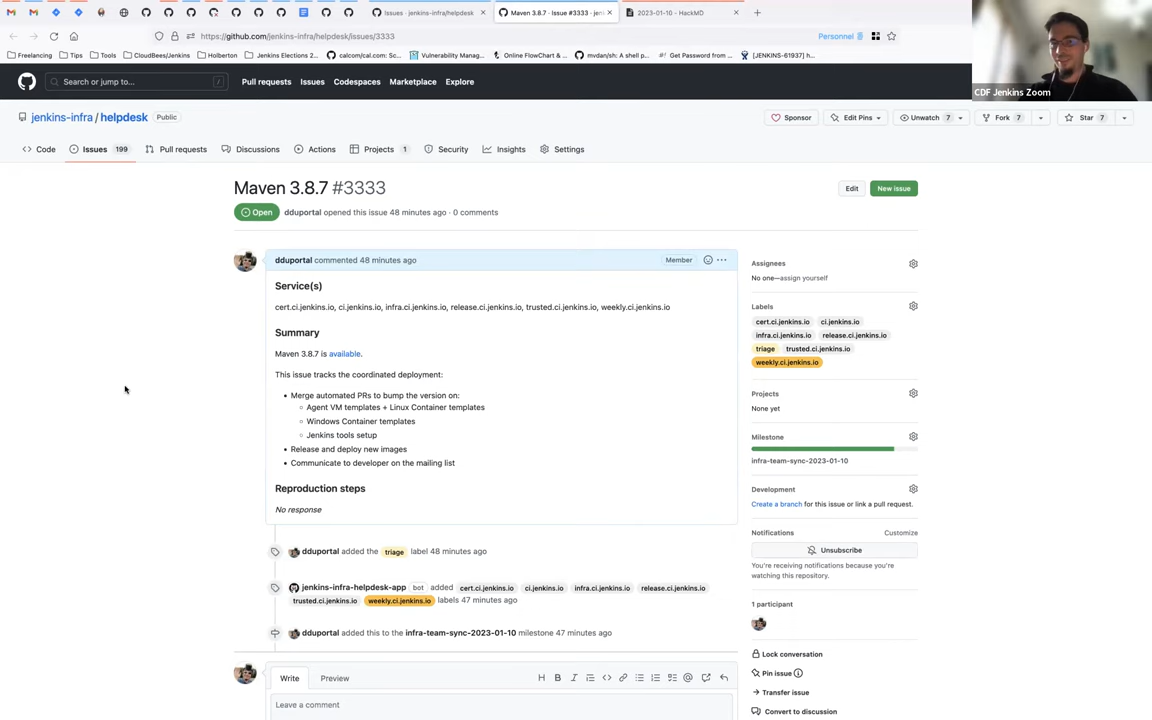 Issues · jenkins-infra/helpdesk
Maven 3.8.7 · Issue #3333 · jen
2023-01-10 - HackMD
https://github.com/jenkins-infra/helpdesk/issues/3333
Personnel
Freelancing
Tips
Tools
CloudBees/Jenkins
Holberton
Jenkins Elections 2...
calcom/cal.com: Sc...
Vulnerability Manag...
Online FlowChart & ...
mvdan/sh: A shell p...
Get Password from ...
[JENKINS-61937] h...
CDF Jenkins Zoom
Search or jump to...
/
Pull requests
Issues
Codespaces
Marketplace
Explore
jenkins-infra / helpdesk
Public
Sponsor
Edit Pins
Unwatch 7
Fork 7
Star 7
Code
Issues 199
Pull requests
Discussions
Actions
Projects 1
Security
Insights
Settings
Maven 3.8.7 #3333
Edit
New issue
Open
dduportal opened this issue 48 minutes ago · 0 comments
dduportal commented 48 minutes ago
Member
Service(s)
cert.ci.jenkins.io, ci.jenkins.io, infra.ci.jenkins.io, release.ci.jenkins.io, trusted.ci.jenkins.io, weekly.ci.jenkins.io
Summary
Maven 3.8.7 is available.
This issue tracks the coordinated deployment:
Merge automated PRs to bump the version on:
Agent VM templates + Linux Container templates
Windows Container templates
Jenkins tools setup
Release and deploy new images
Communicate to developer on the mailing list
Reproduction steps
No response
dduportal added the triage label 48 minutes ago
jenkins-infra-helpdesk-app bot added cert.ci.jenkins.io ci.jenkins.io infra.ci.jenkins.io release.ci.jenkins.io
trusted.ci.jenkins.io weekly.ci.jenkins.io labels 47 minutes ago
dduportal added this to the infra-team-sync-2023-01-10 milestone 47 minutes ago
Write
Preview
Leave a comment
Assignees
No one—assign yourself
Labels
cert.ci.jenkins.io ci.jenkins.io
infra.ci.jenkins.io release.ci.jenkins.io
triage trusted.ci.jenkins.io
weekly.ci.jenkins.io
Projects
None yet
Milestone
infra-team-sync-2023-01-10
Development
Create a branch for this issue or link a pull request.
Notifications
Customize
Unsubscribe
You're receiving notifications because you're
watching this repository.
1 participant
Lock conversation
Pin issue
Transfer issue
Convert to discussion